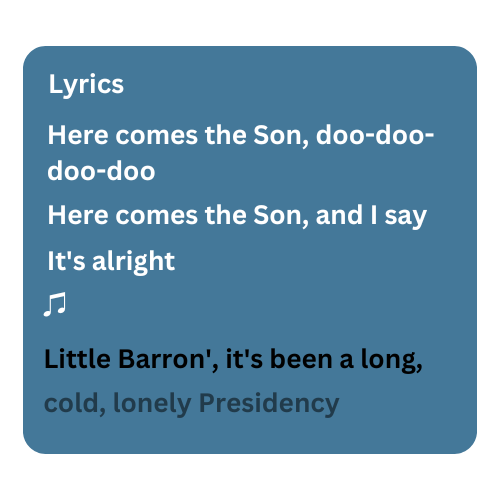 Lyrics
Here comes the Son, doo-doo-
doo-doo
Here comes the Son, and I say
It's alright
♫
Little Barron', it's been a long,
cold, lonely Presidency